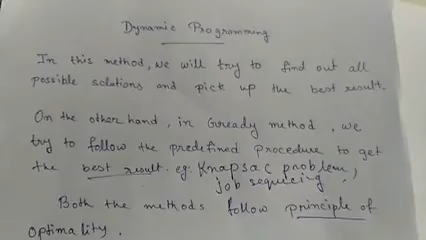 Dynamic Programming
In this method, we will try to find out all
possible solutions and pick up the best result.
On the other hand, in Gready method, we
try to follow the predefined procedure to get
the best result. eg: Knapsac problem,
job sequecing.
Both the methods follow principle of
optimality.